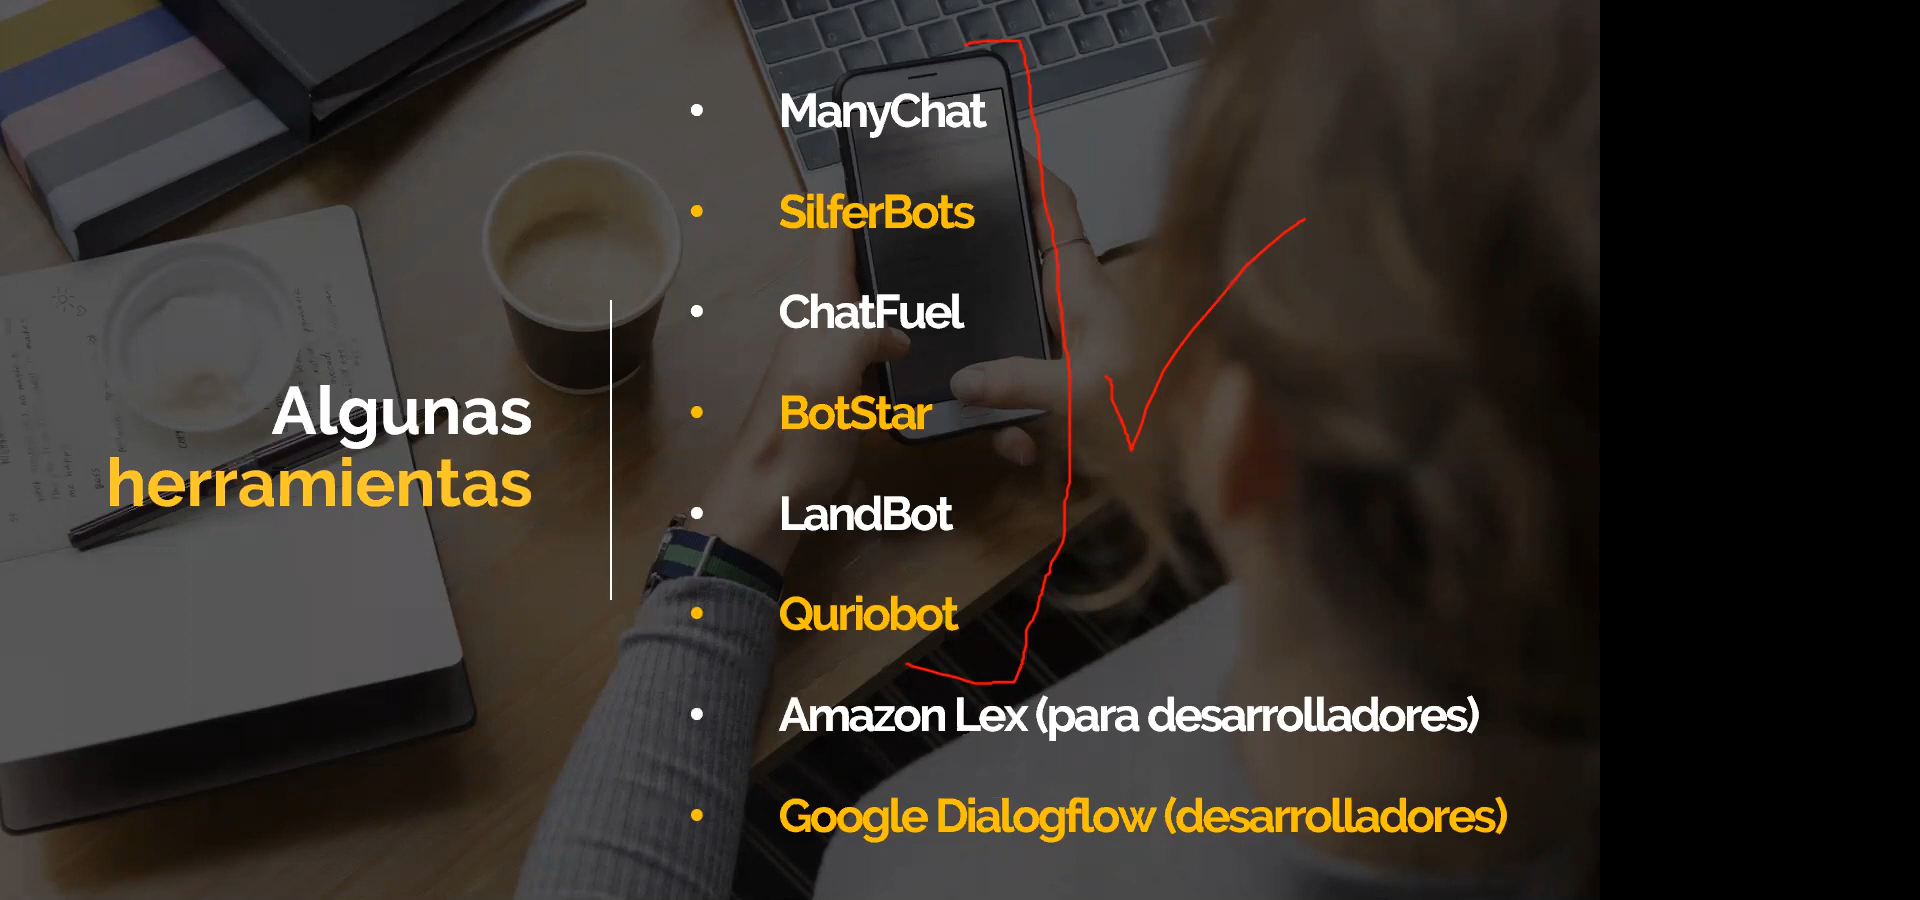 Algunas
herramientas
• ManyChat
• SilferBots
• ChatFuel
• BotStar
• LandBot
• Quriobot
• Amazon Lex (para desarrolladores)
• Google Dialogflow (desarrolladores)